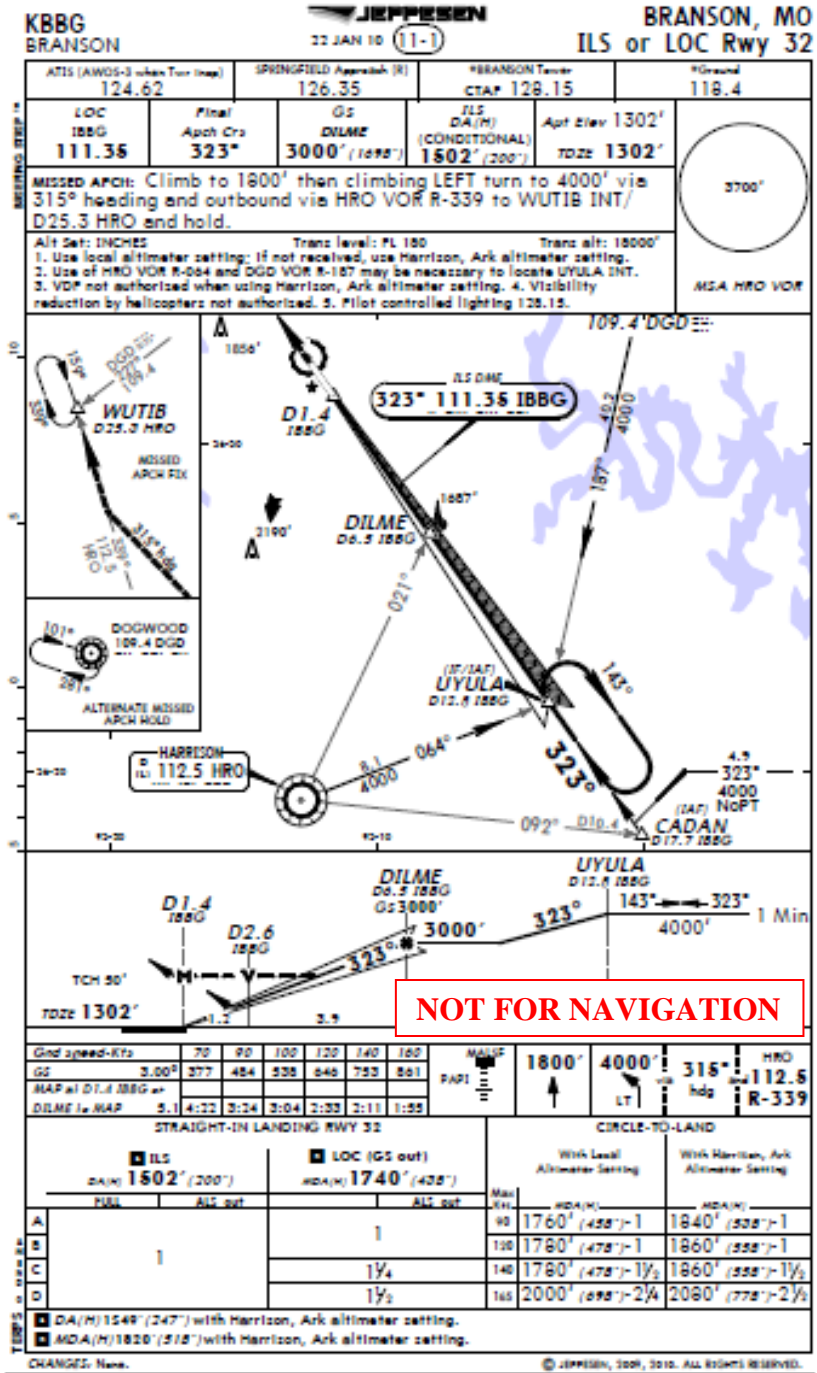 JEPPESEN
KBBG
BRANSON
22 JAN 10 11-1
BRANSON, MO
ILS or LOC Rwy 32
ATIS (AWOS-3 when Twr inop)
124.62
SPRINGFIELD Approach (R)
126.35
*BRANSON Tower
CTAF 128.15
*Ground
118.4
LOC
IBBG
111.35
Final
Apch Crs
323°
GS
DILME
3000' (1698')
ILS
DA(H)
(CONDITIONAL)
1502' (200')
Apt Elev 1302'
TDZE 1302'
3700'
MSA HRO VOR
MISSED APCH: Climb to 1800' then climbing LEFT turn to 4000' via
315° heading and outbound via HRO VOR R-339 to WUTIB INT/
D25.3 HRO and hold.
Alt Set: INCHES Trans level: FL 180 Trans alt: 18000'
1. Use local altimeter setting; if not received, use Harrison, Ark altimeter setting.
2. Use of HRO VOR R-064 and DGD VOR R-187 may be necessary to locate UYULA INT.
3. VDP not authorized when using Harrison, Ark altimeter setting. 4. Visibility
reduction by helicopters not authorized. 5. Pilot controlled lighting 128.15.
159°
339°
DGD
109.4
WUTIB
D25.3 HRO
MISSED
APCH FIX
315° hdg
339°
112.5
HRO
101°
281°
DOGWOOD
109.4 DGD
ALTERNATE MISSED
APCH HOLD
1856'
D1.4
IBBG
109.4 DGD
ILS DME
323° 111.35 IBBG
40.2
4000
187°
1687'
DILME
D6.5 IBBG
2190'
021°
(IF/IAF)
UYULA
D12.8 IBBG
143°
HARRISON
112.5 HRO
8.1
4000
064°
323°
4.9
323°
4000
NoPT
(IAF)
CADAN
D17.7 IBBG
092° D10.4
D1.4
IBBG
D2.6
IBBG
DILME
D6.5 IBBG
GS 3000'
UYULA
D12.8 IBBG
143° 323°
4000'
1 Min
323°
3000'
323°
TCH 50'
TDZE 1302'
1.2
3.9
NOT FOR NAVIGATION
Gnd speed-Kts 70 90 100 120 140 160
GS 3.00° 377 484 538 646 753 861
MAP at D1.4 IBBG or
DILME to MAP 5.1 4:22 3:24 3:04 2:33 2:11 1:55
MALSF
PAPI
1800'
4000'
LT
via
315°
hdg
and
HRO
112.5
R-339
STRAIGHT-IN LANDING RWY 32
CIRCLE-TO-LAND
ILS
DA(H) 1502' (200')
FULL ALS out
LOC (GS out)
MDA(H) 1740' (438')
ALS out
With Local
Altimeter Setting
With Harrison, Ark
Altimeter Setting
Max
Kts
MDA(H)
MDA(H)
A 1 1 90 1760' (458')-1 1840' (538')-1
B 120 1780' (478')-1 1860' (558')-1
C 1¼ 140 1780' (478')-1½ 1860' (558')-1½
D 1½ 165 2000' (698')-2¼ 2080' (778')-2½
DA(H) 1549' (247') with Harrison, Ark altimeter setting.
MDA(H) 1820' (518') with Harrison, Ark altimeter setting.
CHANGES: None.
© JEPPESEN, 2009, 2010. ALL RIGHTS RESERVED.